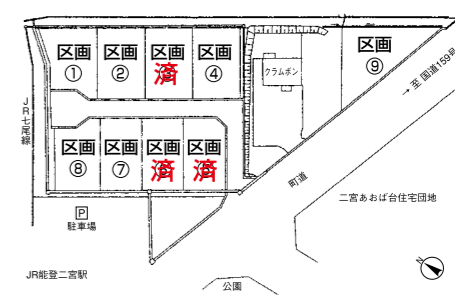 区画
①
区画
②
区画
済
区画
④
区画
⑨
クラムボン
→ 至 国道159号
JR七尾線
区画
⑧
区画
⑦
区画
済
区画
済
町道
二宮あおば台住宅団地
P
駐車場
N
JR能登二宮駅
公園